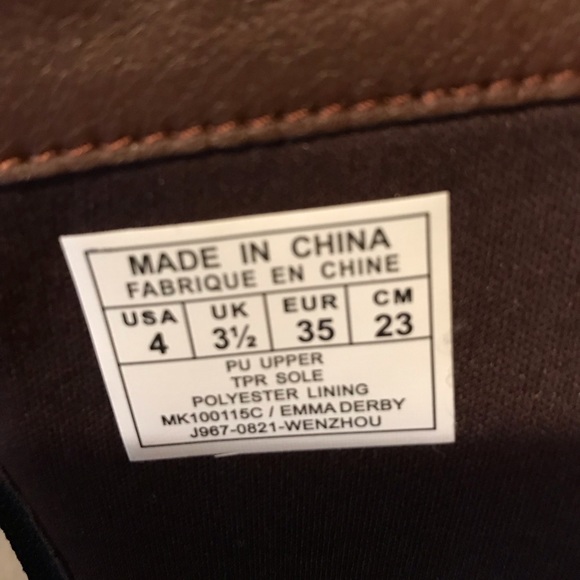 MADE IN CHINA
FABRIQUE EN CHINE
USA UK EUR CM
4 3½ 35 23
PU UPPER
TPR SOLE
POLYESTER LINING
MK100115C / EMMA DERBY
J967-0821-WENZHOU